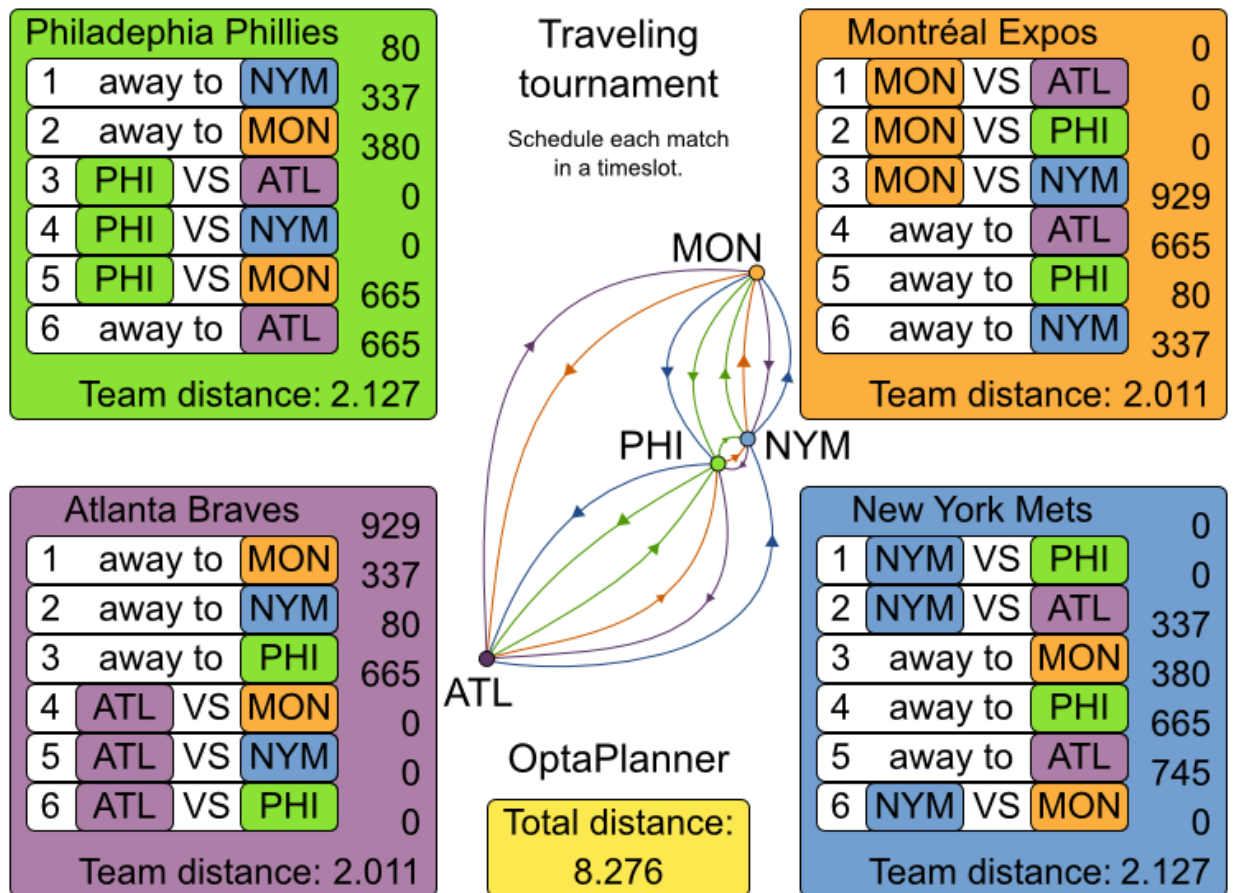 Philadephia Phillies
80
1 away to NYM
337
2 away to MON
380
3 PHI VS ATL
0
4 PHI VS NYM
0
5 PHI VS MON
665
6 away to ATL
665
Team distance: 2.127
Traveling
tournament
Schedule each match
in a timeslot.
Montréal Expos
0
1 MON VS ATL
0
2 MON VS PHI
0
3 MON VS NYM
929
4 away to ATL
665
5 away to PHI
80
6 away to NYM
337
Team distance: 2.011
MON
PHI
NYM
ATL
Atlanta Braves
929
1 away to MON
337
2 away to NYM
80
3 away to PHI
665
4 ATL VS MON
0
5 ATL VS NYM
0
6 ATL VS PHI
0
Team distance: 2.011
OptaPlanner
Total distance:
8.276
New York Mets
0
1 NYM VS PHI
0
2 NYM VS ATL
337
3 away to MON
380
4 away to PHI
665
5 away to ATL
745
6 NYM VS MON
0
Team distance: 2.127